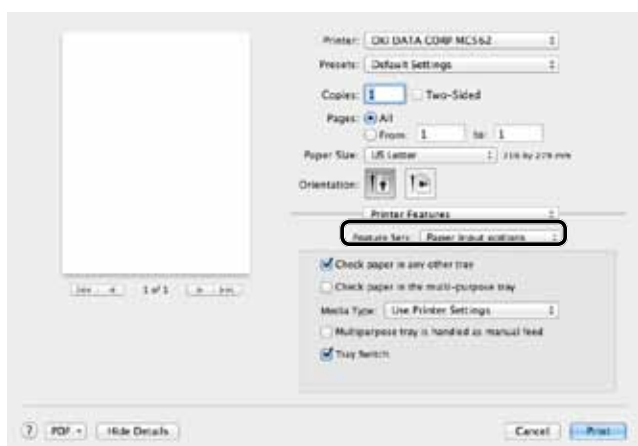 Printer: OKI DATA CORP MC562
Presets: Default Settings
Copies: 1 Two-Sided
Pages: All
From: 1 to: 1
Paper Size: US Letter 216 by 279 mm
Orientation:
Printer Features
Feature Sets: Paper input options
Check paper in any other tray
Check paper in the multi-purpose tray
Media Type: Use Printer Settings
Multipurpose tray is handled as manual feed
Tray Switch
1 of 1
? PDF Hide Details Cancel Print